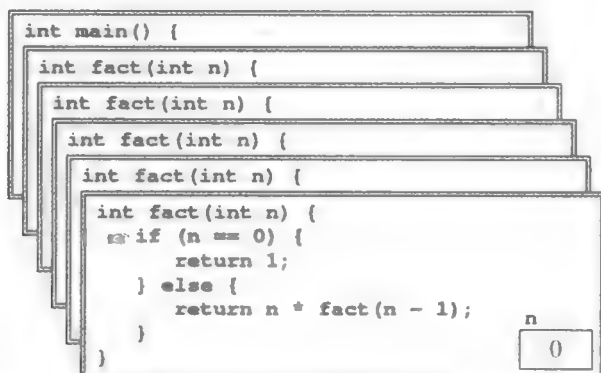 int main() {
int fact(int n) {
int fact(int n) {
int fact(int n) {
int fact(int n) {
int fact(int n) {
☞ if (n == 0) {
return 1;
} else {
return n * fact(n - 1);
}
n
0
}